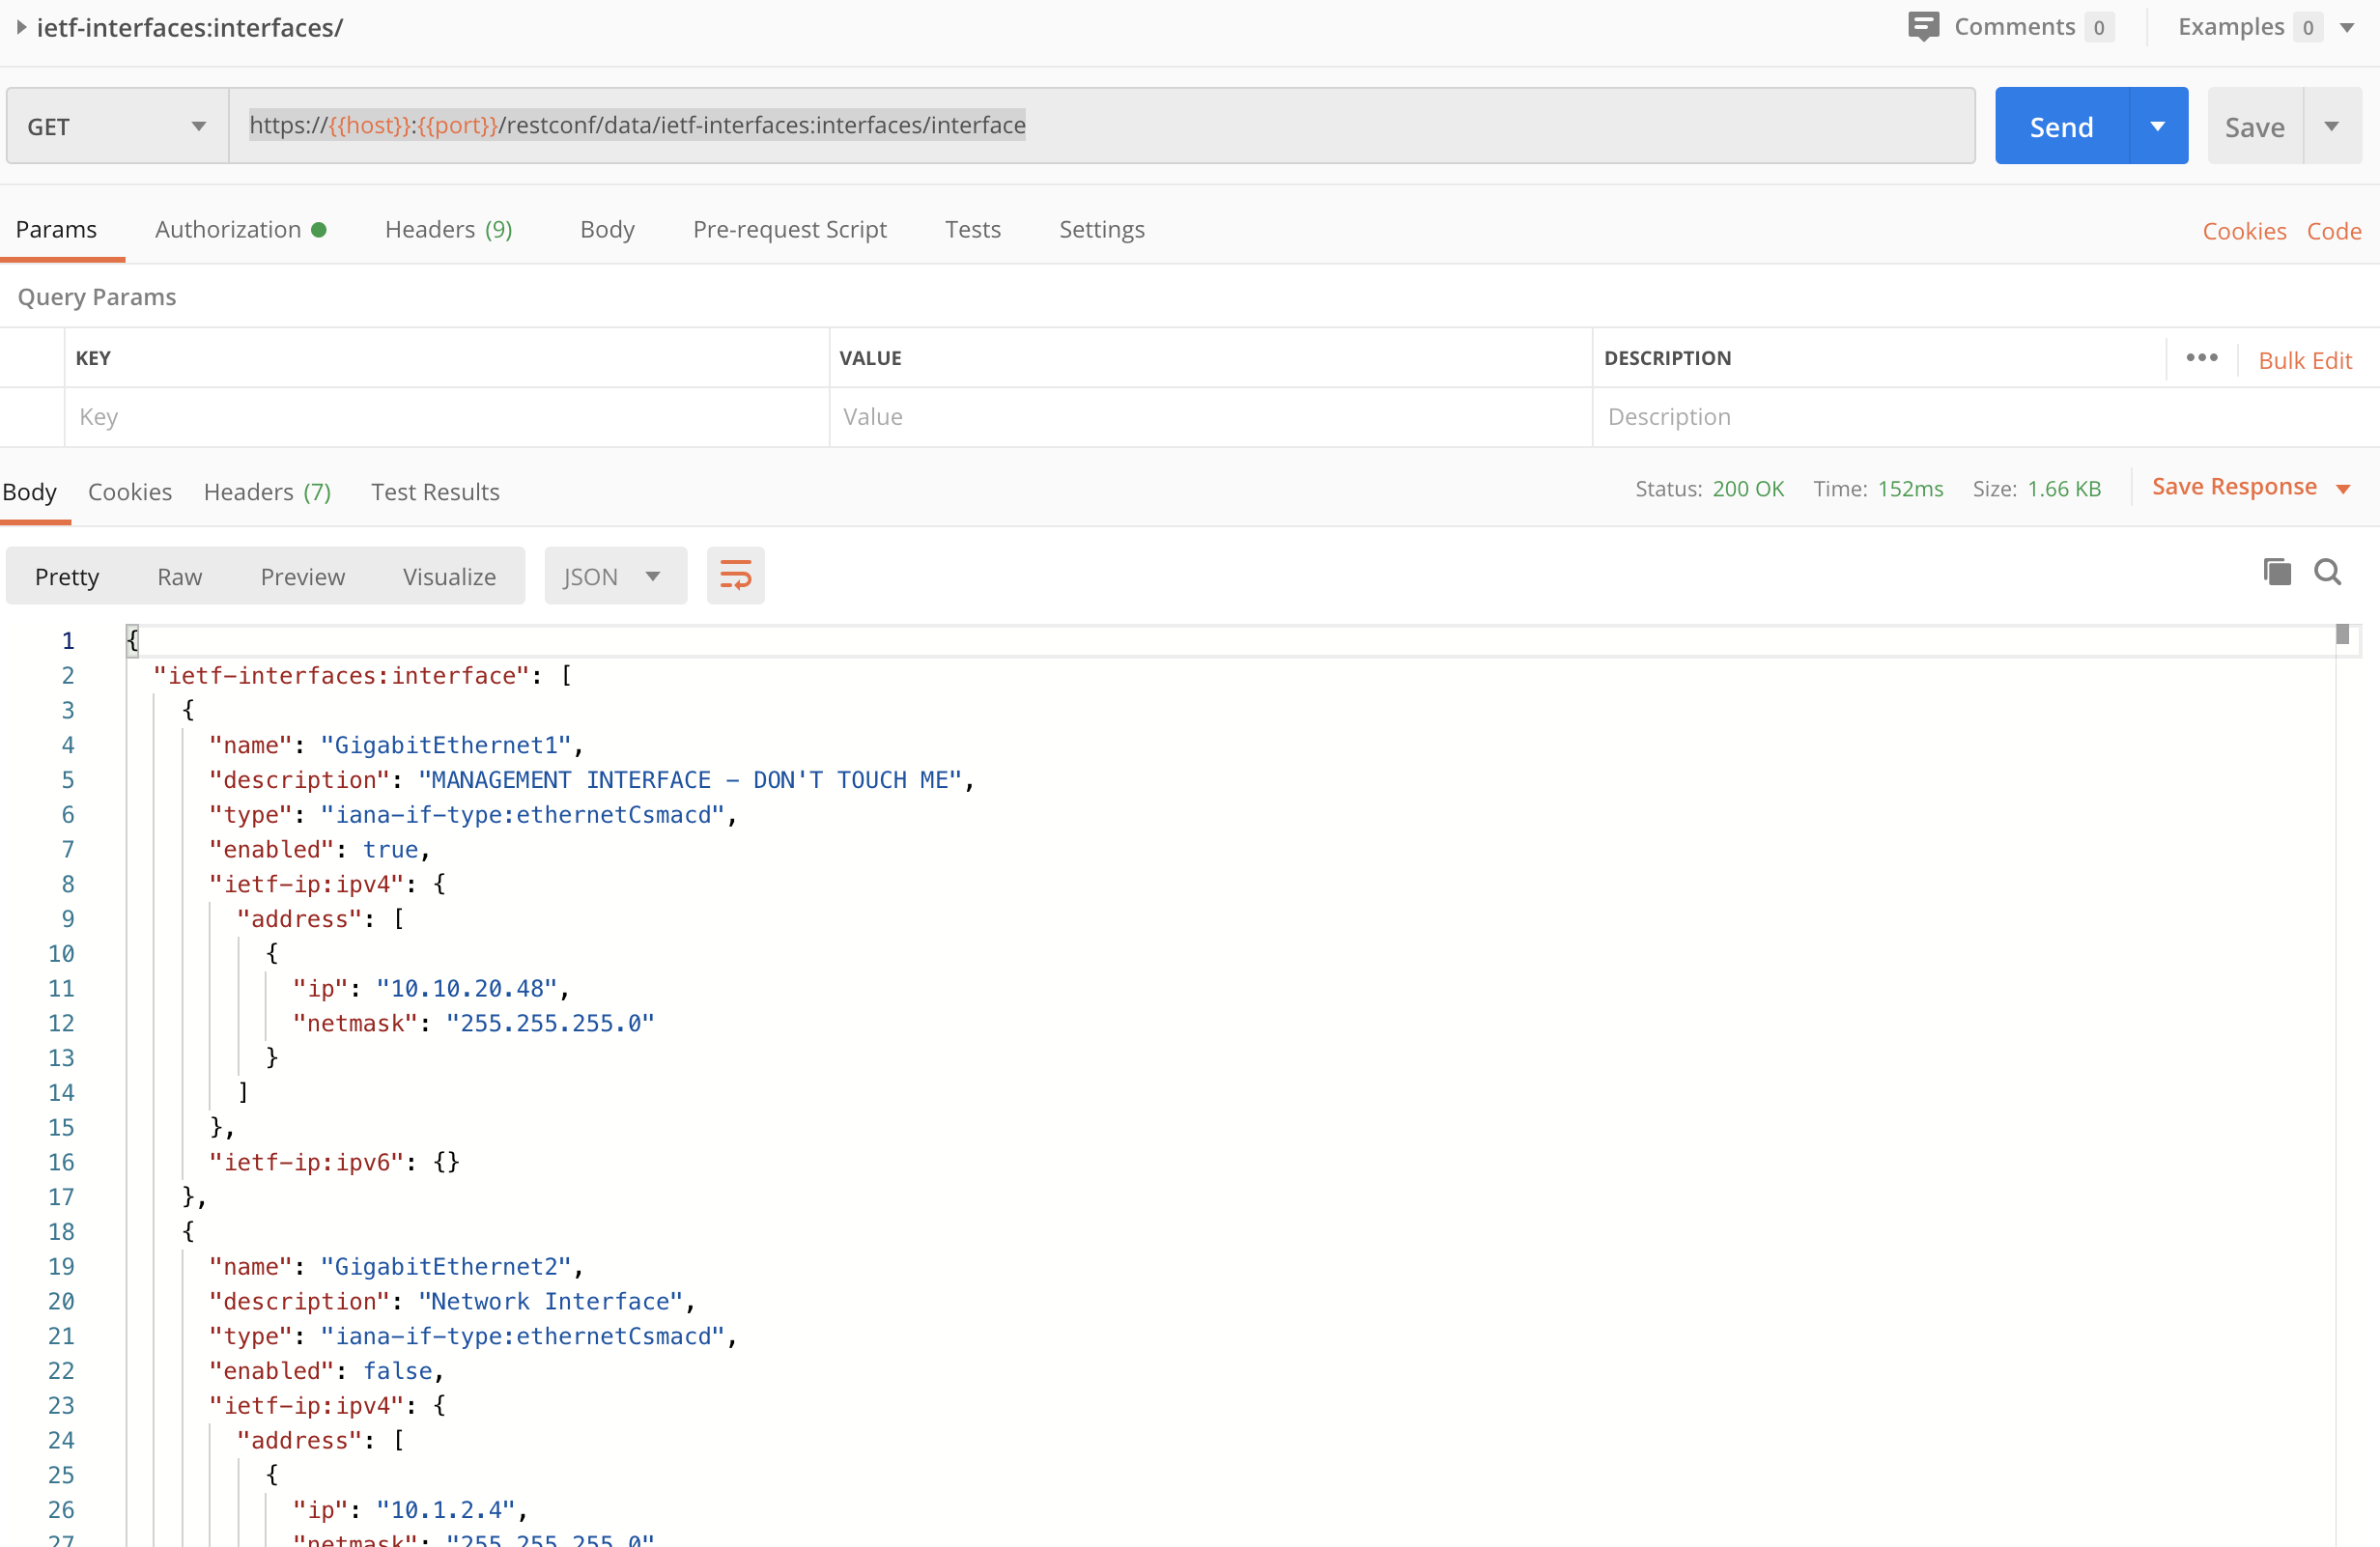 ietf-interfaces:interfaces/ Comments 0 Examples 0
GET https://{{host}}:{{port}}/restconf/data/ietf-interfaces:interfaces/interface Send Save
Params Authorization Headers (9) Body Pre-request Script Tests Settings Cookies Code
Query Params
KEY VALUE DESCRIPTION ••• Bulk Edit
Key Value Description
Body Cookies Headers (7) Test Results Status: 200 OK Time: 152ms Size: 1.66 KB Save Response
Pretty Raw Preview Visualize JSON
1 {
2 "ietf-interfaces:interface": [
3 {
4 "name": "GigabitEthernet1",
5 "description": "MANAGEMENT INTERFACE - DON'T TOUCH ME",
6 "type": "iana-if-type:ethernetCsmacd",
7 "enabled": true,
8 "ietf-ip:ipv4": {
9 "address": [
10 {
11 "ip": "10.10.20.48",
12 "netmask": "255.255.255.0"
13 }
14 ]
15 },
16 "ietf-ip:ipv6": {}
17 },
18 {
19 "name": "GigabitEthernet2",
20 "description": "Network Interface",
21 "type": "iana-if-type:ethernetCsmacd",
22 "enabled": false,
23 "ietf-ip:ipv4": {
24 "address": [
25 {
26 "ip": "10.1.2.4",
27 "netmask": "255.255.255.0"